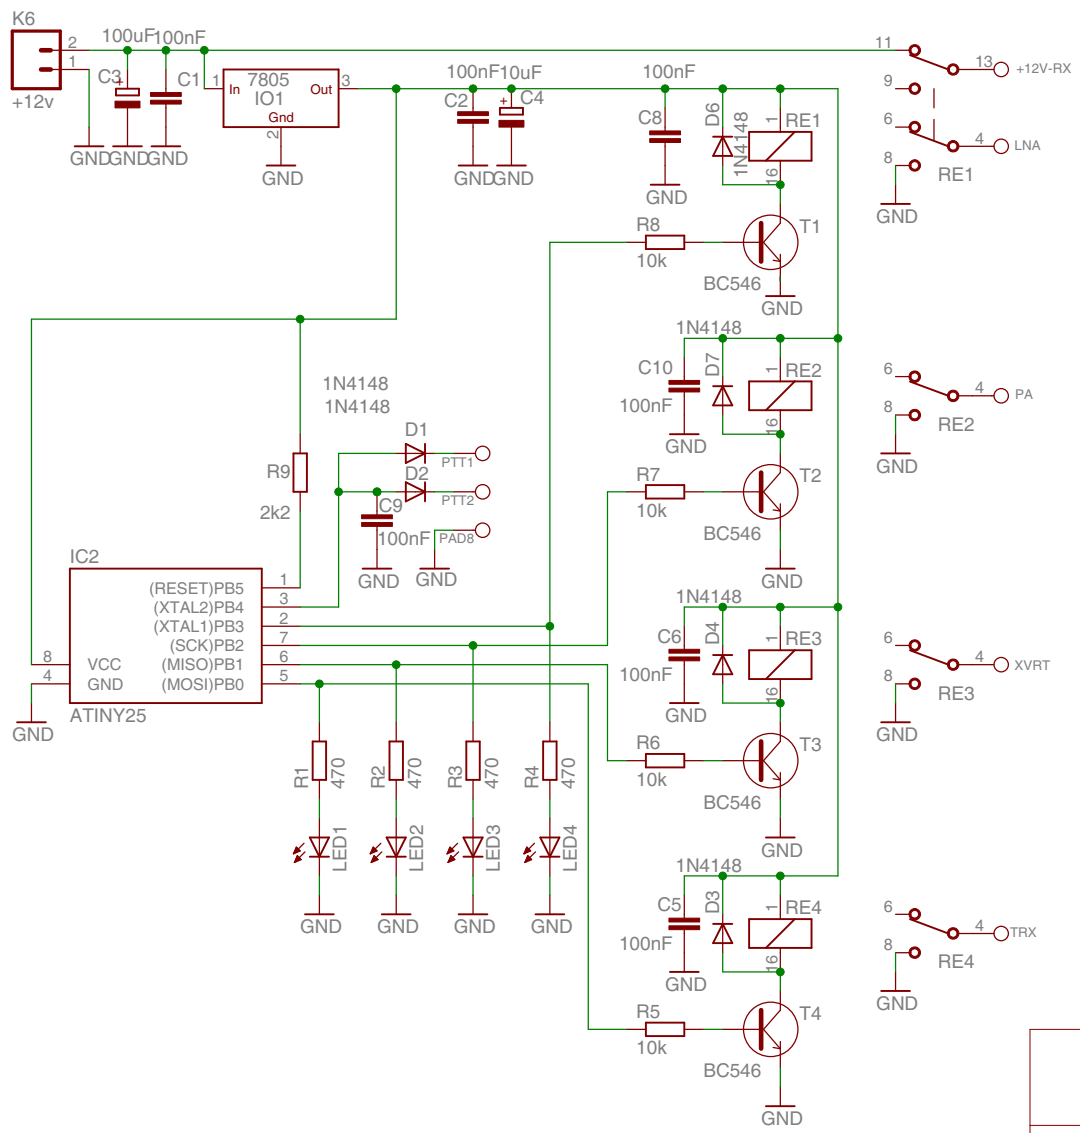 K6
2
1
+12v
100uF
100nF
C3
+
C1
GND
GND
GND
1
In
7805
IO1
Out
3
Gnd
2
GND
100nF
10uF
C2
+
C4
GND
GND
100nF
C8
GND
D6
1N4148
1
RE1
16
R8
10k
T1
BC546
GND
11
13
+12V-RX
9
6
4
LNA
8
RE1
GND
1N4148
1N4148
D1
PTT1
D2
PTT2
C9
100nF
PAD8
GND
GND
R9
2k2
1N4148
C10
100nF
GND
D7
1
RE2
16
R7
10k
T2
BC546
GND
6
4
PA
8
RE2
GND
IC2
(RESET)PB5
1
(XTAL2)PB4
3
(XTAL1)PB3
2
(SCK)PB2
7
8
VCC
(MISO)PB1
6
4
GND
(MOSI)PB0
5
ATINY25
GND
1N4148
C6
100nF
GND
D4
1
RE3
16
R6
10k
T3
BC546
GND
6
4
XVRT
8
RE3
GND
R1
470
R2
470
R3
470
R4
470
LED1
LED2
LED3
LED4
GND
GND
GND
GND
1N4148
C5
100nF
GND
D3
1
RE4
16
R5
10k
T4
BC546
GND
6
4
TRX
8
RE4
GND